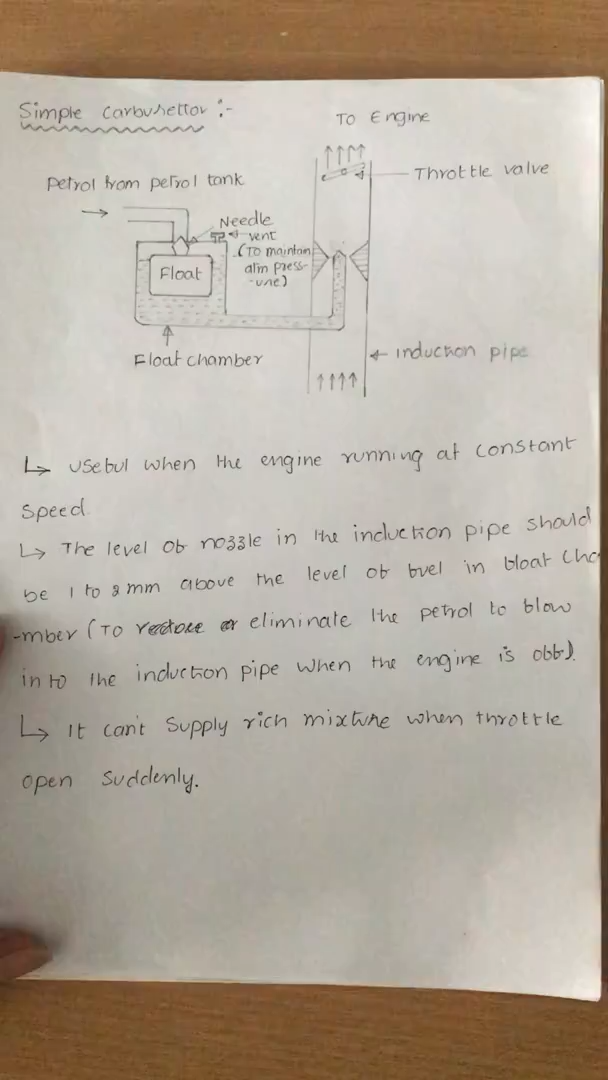 Simple carburettor :-
TO Engine
Throttle valve
Petrol from petrol tank
Needle
vent
(TO maintain
atm press-
-ure)
Float
Float chamber
induction pipe
↳ useful when the engine running at constant
speed
↳ The level of nozzle in the induction pipe should
be 1 to 2mm above the level of fuel in float cha
-mber (TO or eliminate the petrol to flow
in to the induction pipe when the engine is off).
↳ It can't supply rich mixture when throttle
open suddenly.